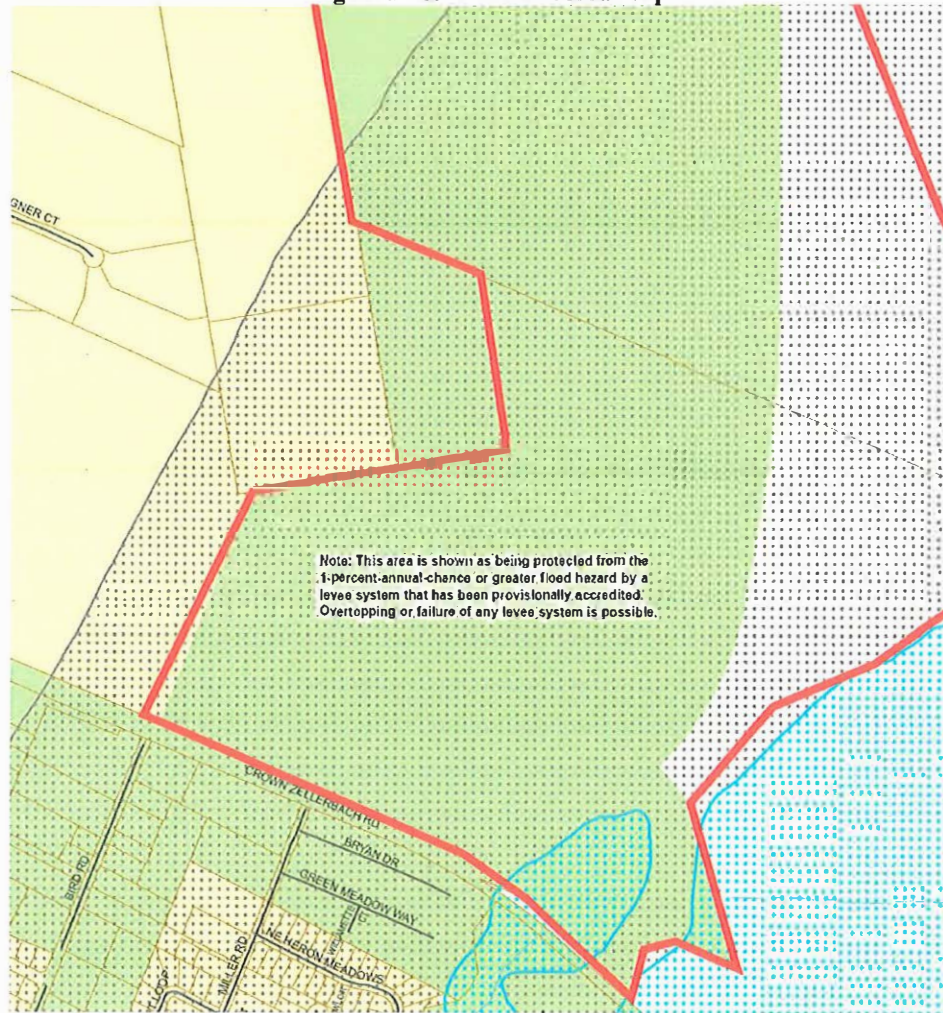 GNER CT
Note: This area is shown as being protected from the
1-percent-annual-chance or greater flood hazard by a
levee system that has been provisionally accredited.
Overtopping or failure of any levee system is possible.
CROWN ZELLERBACH RD
BRYAN DR
BIRD RD
GREEN MEADOW WAY
MILLER RD
NE HERON MEADOWS
LOOP